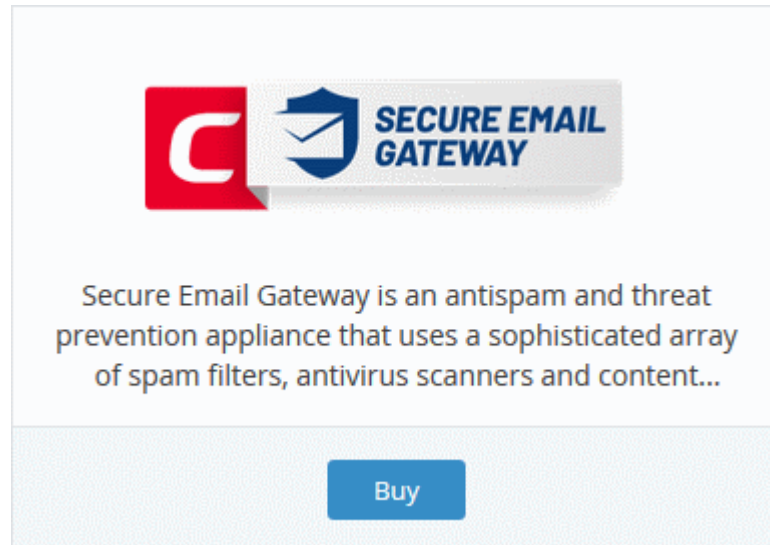 C SECURE EMAIL
GATEWAY
Secure Email Gateway is an antispam and threat
prevention appliance that uses a sophisticated array
of spam filters, antivirus scanners and content...
Buy